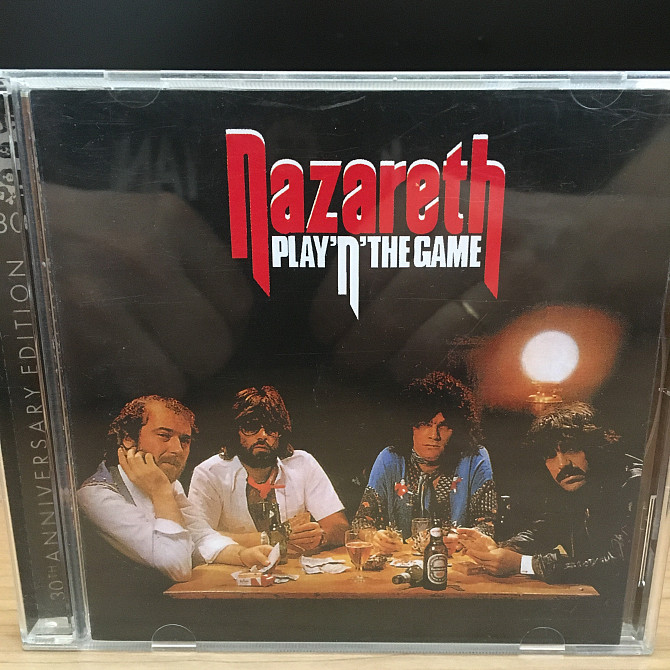 Nazareth
PLAY'n'THE GAME
30TH ANNIVERSARY EDITION